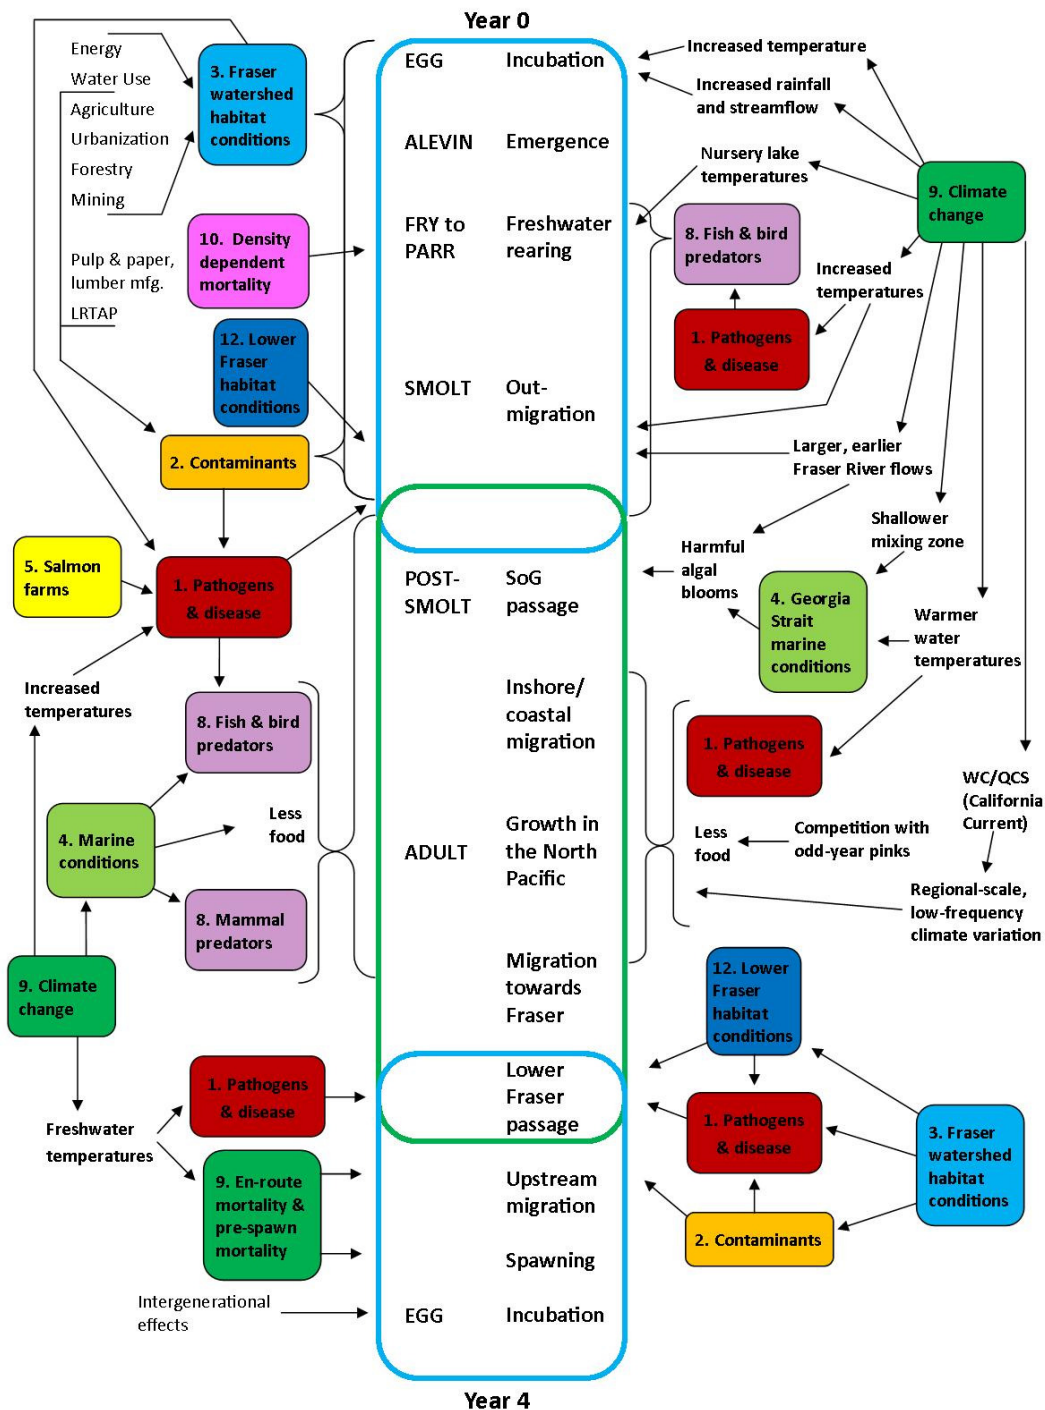 Year 0
Energy
Water Use
Agriculture
Urbanization
Forestry
Mining
Pulp & paper,
lumber mfg.
LRTAP
3. Fraser
watershed
habitat
conditions
10. Density
dependent
mortality
12. Lower
Fraser
habitat
conditions
2. Contaminants
5. Salmon
farms
1. Pathogens
& disease
Increased
temperatures
8. Fish & bird
predators
4. Marine
conditions
Less
food
8. Mammal
predators
9. Climate
change
Freshwater
temperatures
1. Pathogens
& disease
9. En-route
mortality &
pre-spawn
mortality
Intergenerational
effects
EGG Incubation
ALEVIN Emergence
FRY to Freshwater
PARR rearing
SMOLT Out-
migration
POST- SoG
SMOLT passage
Inshore/
coastal
migration
Growth in
ADULT the North
Pacific
Migration
towards
Fraser
Lower
Fraser
passage
Upstream
migration
Spawning
EGG Incubation
Increased temperature
Increased rainfall
and streamflow
Nursery lake
temperatures
9. Climate
change
8. Fish & bird
predators
Increased
temperatures
1. Pathogens
& disease
Larger, earlier
Fraser River flows
Shallower
mixing zone
Harmful
algal
blooms
4. Georgia
Strait
marine
conditions
Warmer
water
temperatures
1. Pathogens
& disease
WC/QCS
(California
Current)
Less
food
Competition with
odd-year pinks
Regional-scale,
low-frequency
climate variation
12. Lower
Fraser
habitat
conditions
1. Pathogens
& disease
3. Fraser
watershed
habitat
conditions
2. Contaminants
Year 4